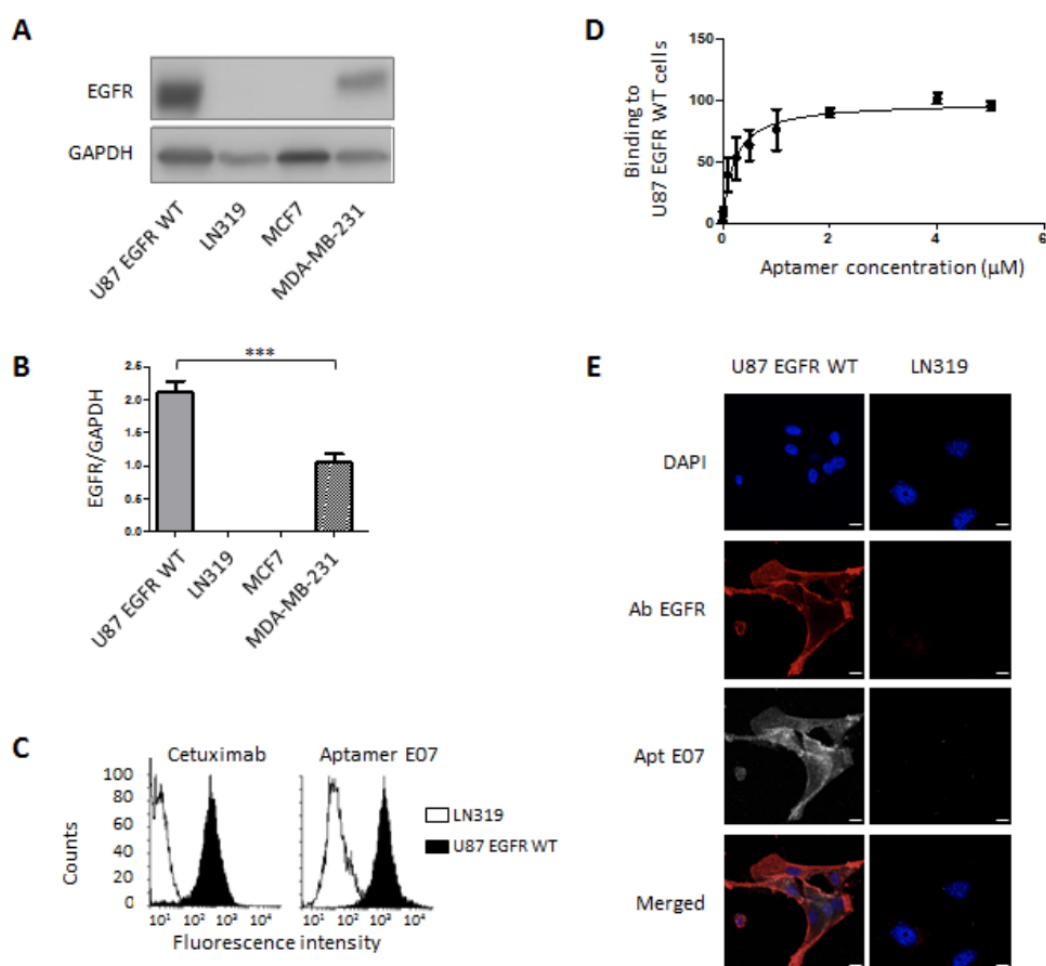 A
EGFR
GAPDH
U87 EGFR WT
LN319
MCF7
MDA-MB-231
B
***
EGFR/GAPDH
2.5
2.0
1.5
1.0
0.5
0.0
U87 EGFR WT
LN319
MCF7
MDA-MB-231
C
Cetuximab
Aptamer E07
Counts
100
80
60
40
20
0
10¹ 10² 10³ 10⁴
10¹ 10² 10³ 10⁴
Fluorescence intensity
LN319
U87 EGFR WT
D
Binding to
U87 EGFR WT cells
150
100
50
0
0 2 4 6
Aptamer concentration (µM)
E
U87 EGFR WT LN319
DAPI
Ab EGFR
Apt E07
Merged